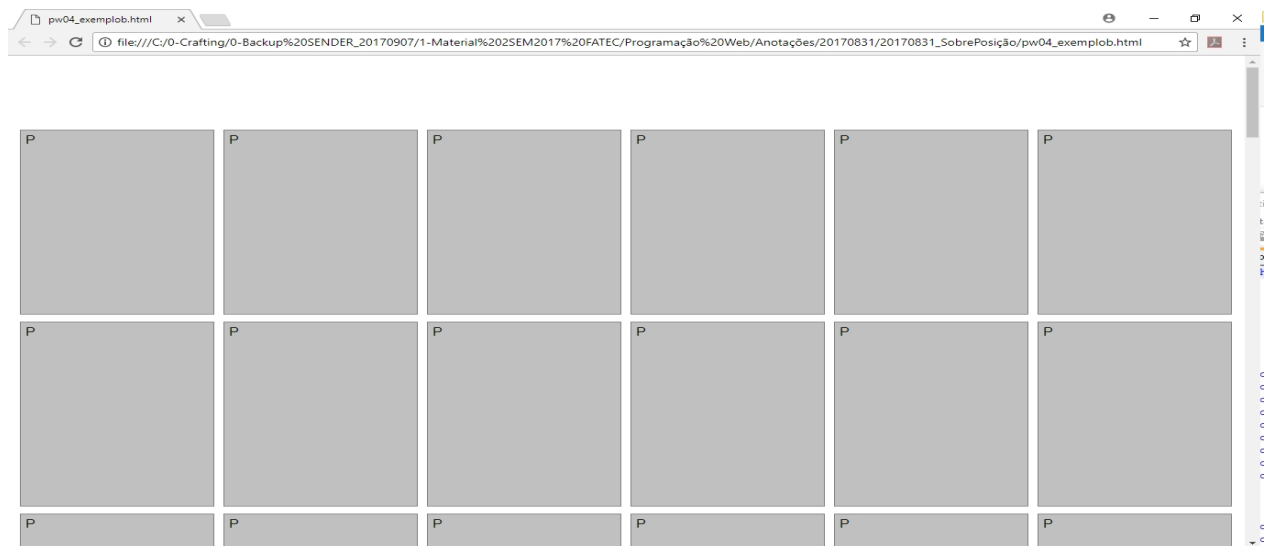 pw04_exemplob.html
file:///C:/0-Crafting/0-Backup%20SENDER_20170907/1-Material%202SEM2017%20FATEC/Programação%20Web/Anotações/20170831/20170831_SobrePosição/pw04_exemplob.html
P P P P P P
P P P P P P
P P P P P P